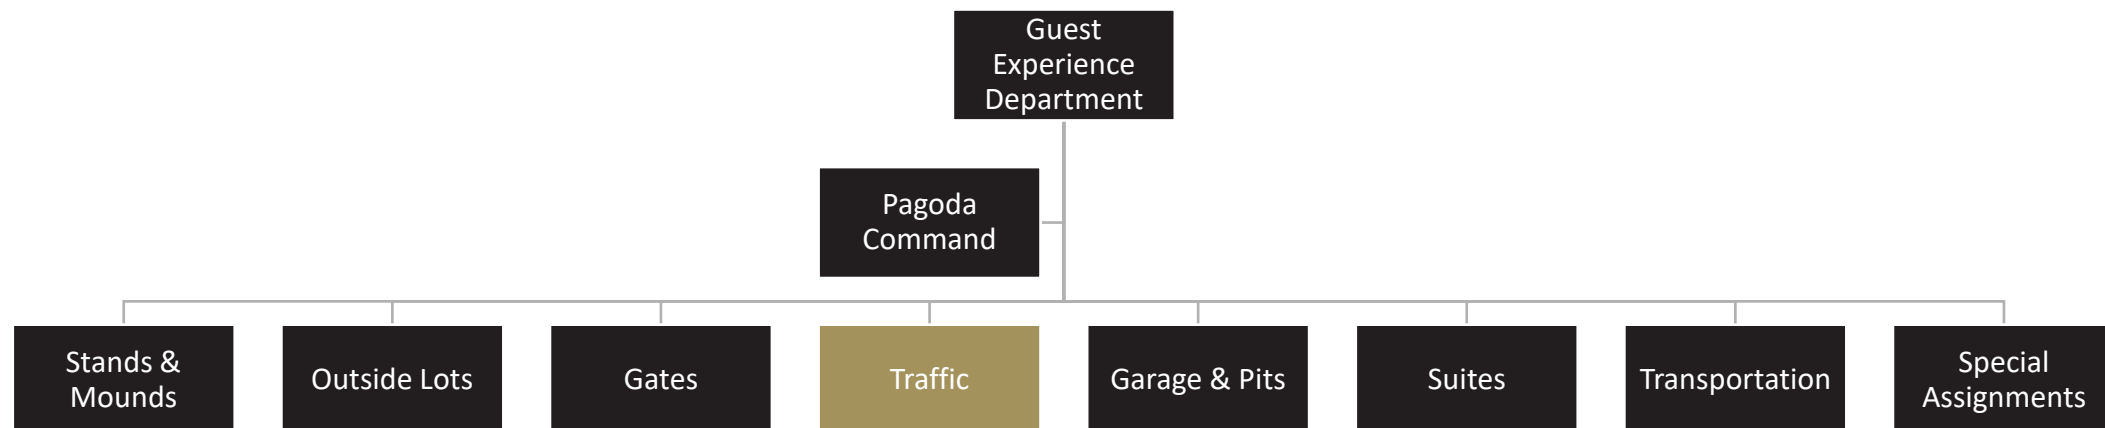 Guest
Experience
Department
Pagoda
Command
Stands &
Mounds
Outside Lots
Gates
Traffic
Garage & Pits
Suites
Transportation
Special
Assignments